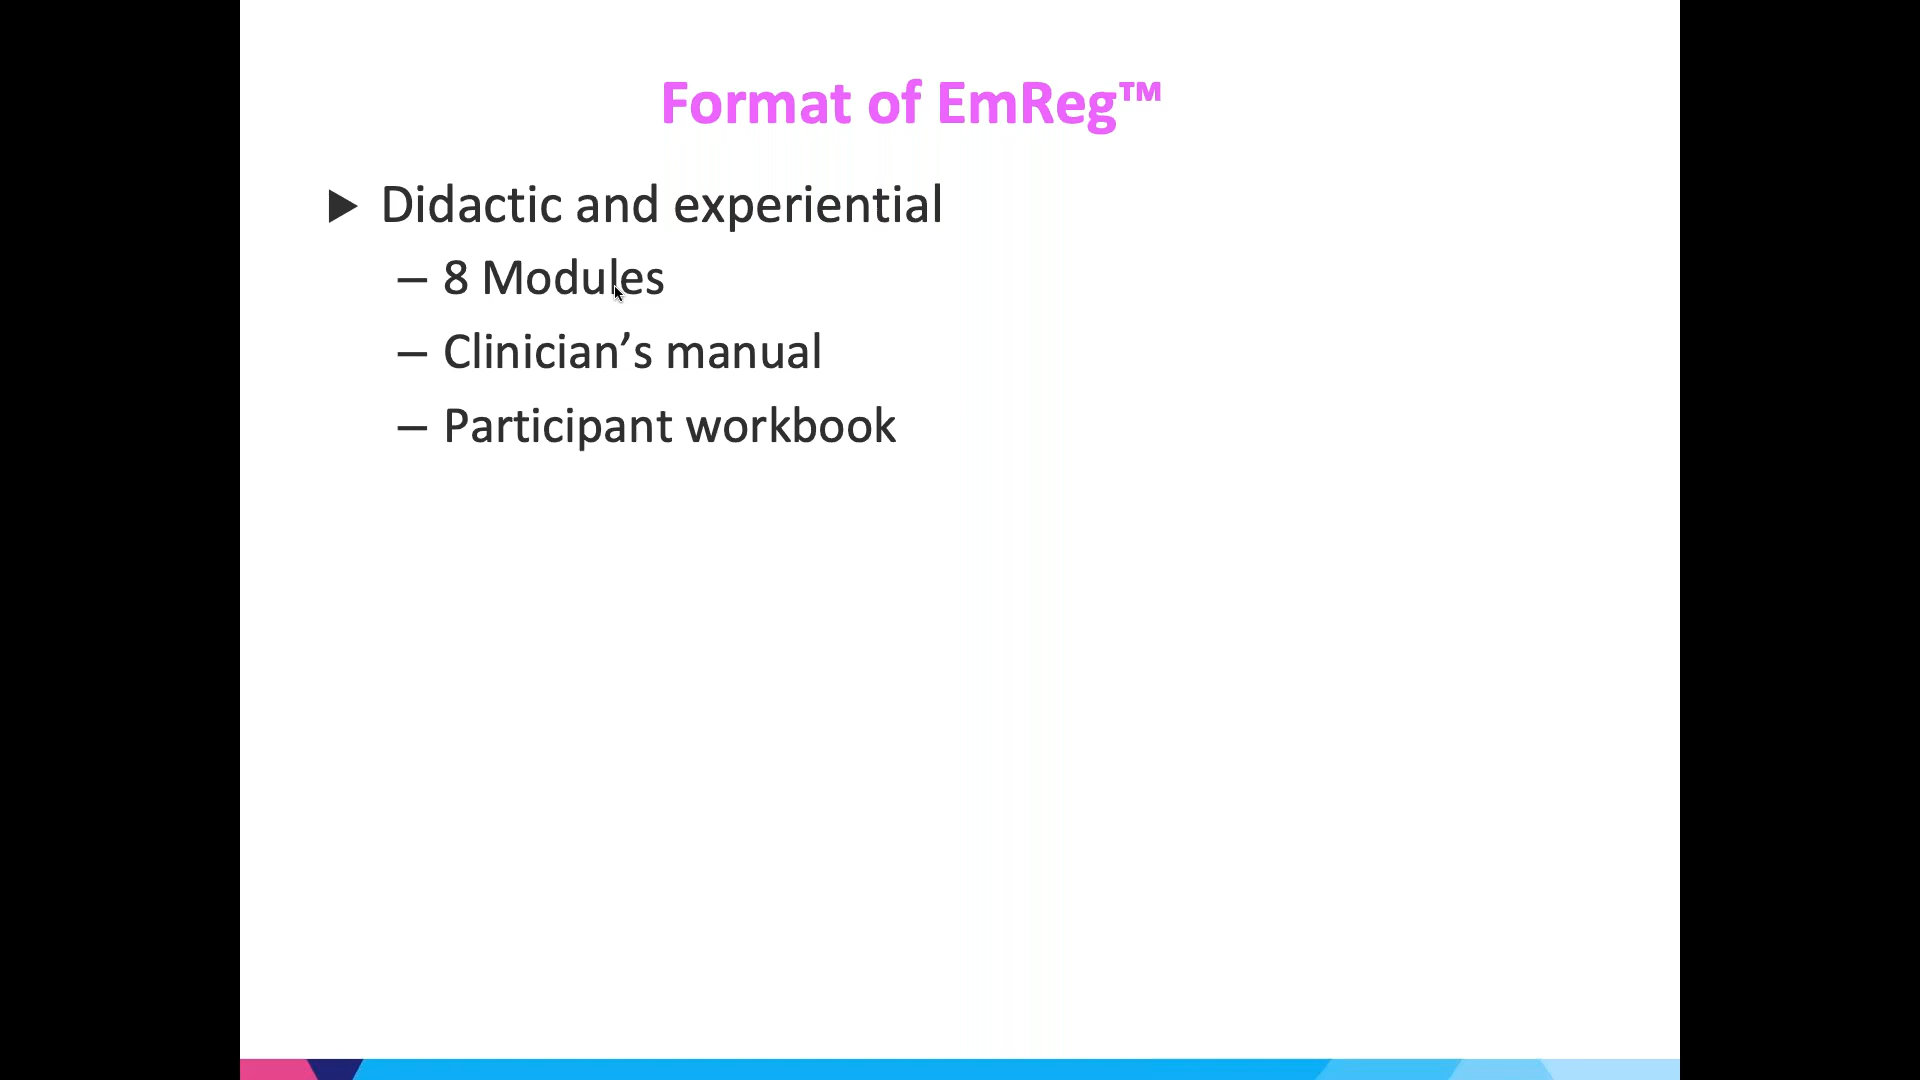 Format of EmReg™
▶ Didactic and experiential
– 8 Modules
– Clinician’s manual
– Participant workbook